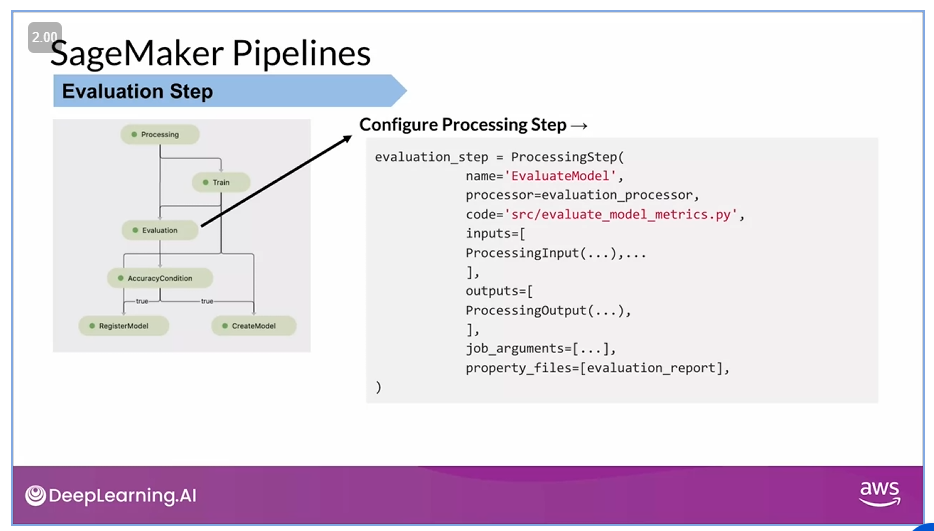 2.00
SageMaker Pipelines
Evaluation Step
Processing
Train
Evaluation
AccuracyCondition
true
true
RegisterModel
CreateModel
Configure Processing Step →
evaluation_step = ProcessingStep(
name='EvaluateModel',
processor=evaluation_processor,
code='src/evaluate_model_metrics.py',
inputs=[
ProcessingInput(...),...
],
outputs=[
ProcessingOutput(...),
],
job_arguments=[...],
property_files=[evaluation_report],
)
DeepLearning.AI
aws